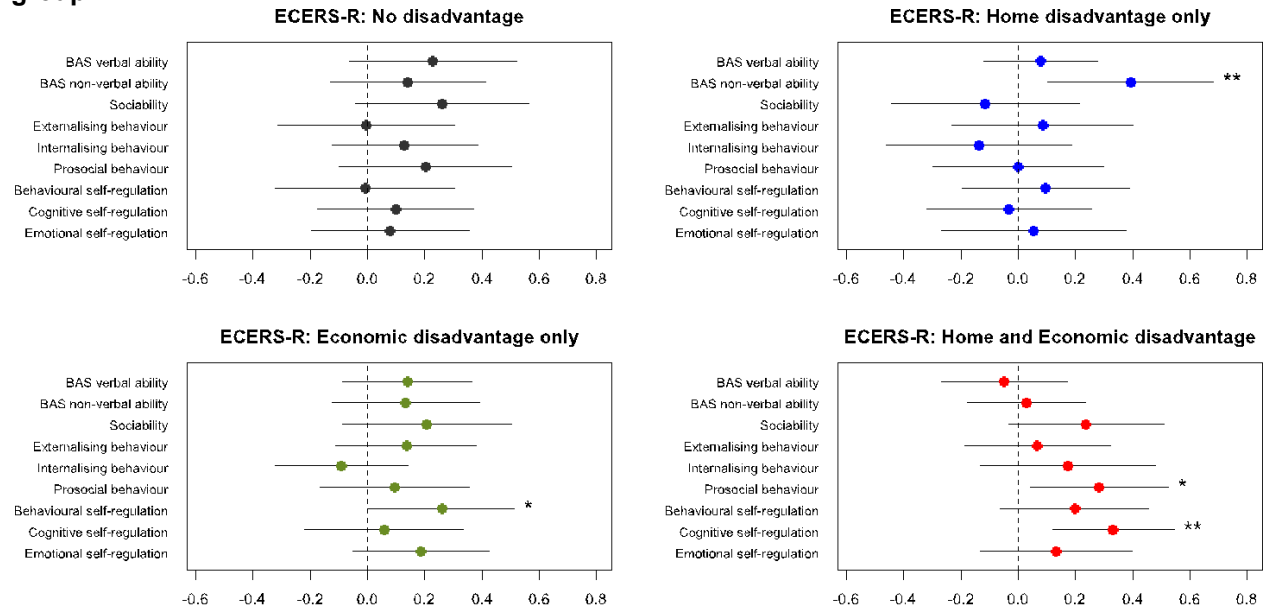 group
ECERS-R: No disadvantage
BAS verbal ability
BAS non-verbal ability
Sociability
Externalising behaviour
Internalising behaviour
Prosocial behaviour
Behavioural self-regulation
Cognitive self-regulation
Emotional self-regulation
-0.6 -0.4 -0.2 0.0 0.2 0.4 0.6 0.8
ECERS-R: Home disadvantage only
BAS verbal ability
BAS non-verbal ability **
Sociability
Externalising behaviour
Internalising behaviour
Prosocial behaviour
Behavioural self-regulation
Cognitive self-regulation
Emotional self-regulation
-0.6 -0.4 -0.2 0.0 0.2 0.4 0.6 0.8
ECERS-R: Economic disadvantage only
BAS verbal ability
BAS non-verbal ability
Sociability
Externalising behaviour
Internalising behaviour
Prosocial behaviour
Behavioural self-regulation *
Cognitive self-regulation
Emotional self-regulation
-0.6 -0.4 -0.2 0.0 0.2 0.4 0.6 0.8
ECERS-R: Home and Economic disadvantage
BAS verbal ability
BAS non-verbal ability
Sociability
Externalising behaviour
Internalising behaviour
Prosocial behaviour *
Behavioural self-regulation
Cognitive self-regulation **
Emotional self-regulation
-0.6 -0.4 -0.2 0.0 0.2 0.4 0.6 0.8